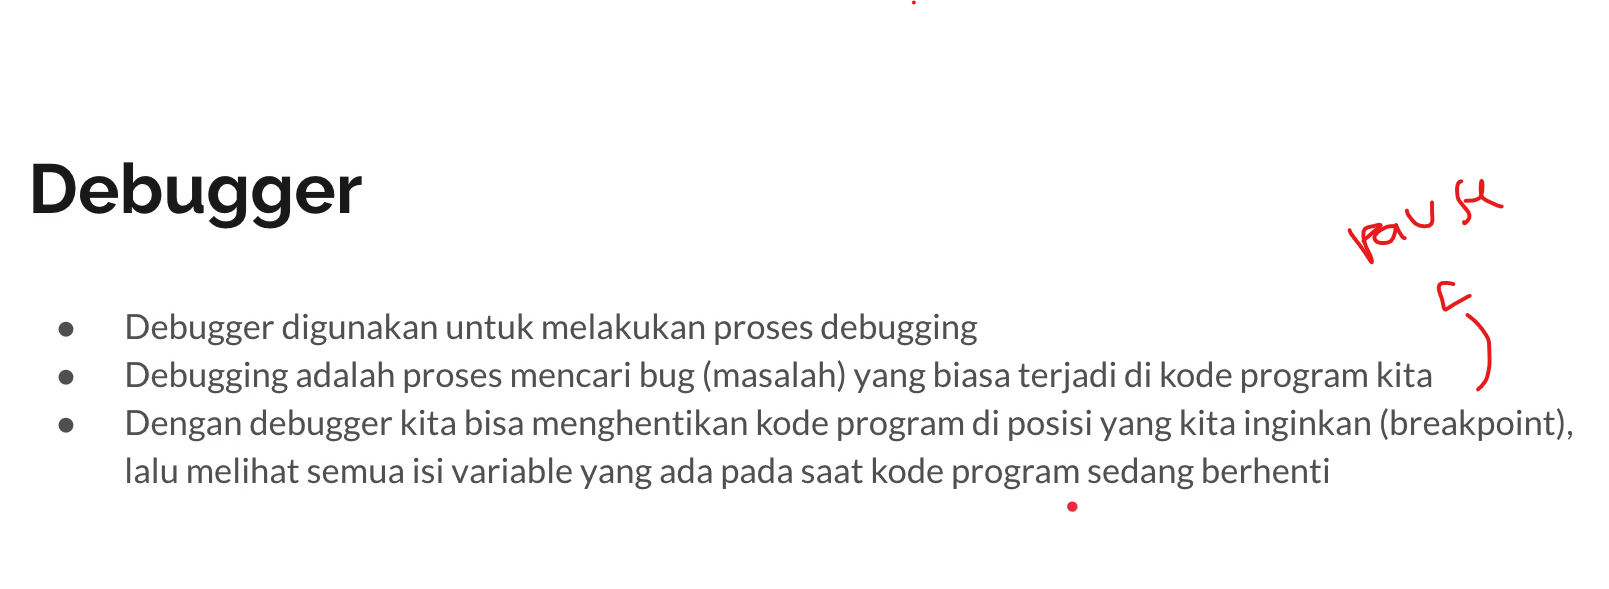 Debugger
pause
● Debugger digunakan untuk melakukan proses debugging
● Debugging adalah proses mencari bug (masalah) yang biasa terjadi di kode program kita
● Dengan debugger kita bisa menghentikan kode program di posisi yang kita inginkan (breakpoint),
lalu melihat semua isi variable yang ada pada saat kode program sedang berhenti